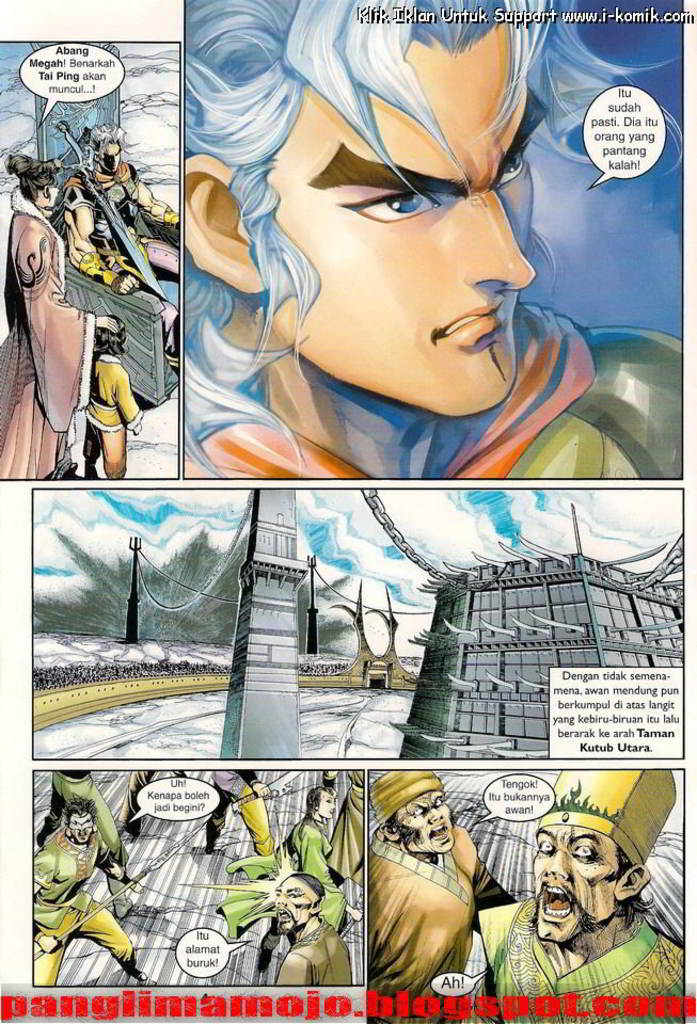 Klik Iklan Untuk Support www.i-komik.com
Abang
Megah! Benarkah
Tai Ping akan
muncul...!
Itu
sudah
pasti. Dia itu
orang yang
pantang
kalah!
Dengan tidak semena-
mena, awan mendung pun
berkumpul di atas langit
yang kebiru-biruan itu lalu
berarak ke arah Taman
Kutub Utara.
Uh!
Kenapa boleh
jadi begini?
Itu
alamat
buruk!
Tengok!
Itu bukannya
awan!
Ah!
panglimamojo.blogspot.com